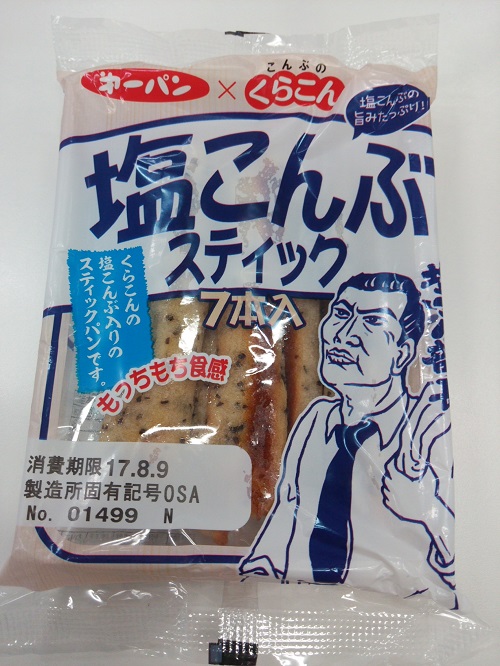 第一パン × こんぶの
くらこん
塩こんぶの
旨みたっぷり!
塩こんぶ
スティック
7本入
くらこんの
塩こんぶ入りの
スティックパンです。
もっちもち食感
消費期限17.8.9
製造所固有記号OSA
No. 01499 N